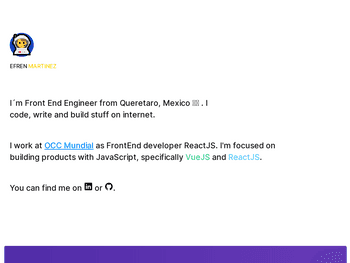 EFREN MARTINEZ
I´m Front End Engineer from Queretaro, Mexico 🇲🇽 . I
code, write and build stuff on internet.
I work at OCC Mundial as FrontEnd developer ReactJS. I'm focused on
building products with JavaScript, specifically VueJS and ReactJS.
You can find me on or .